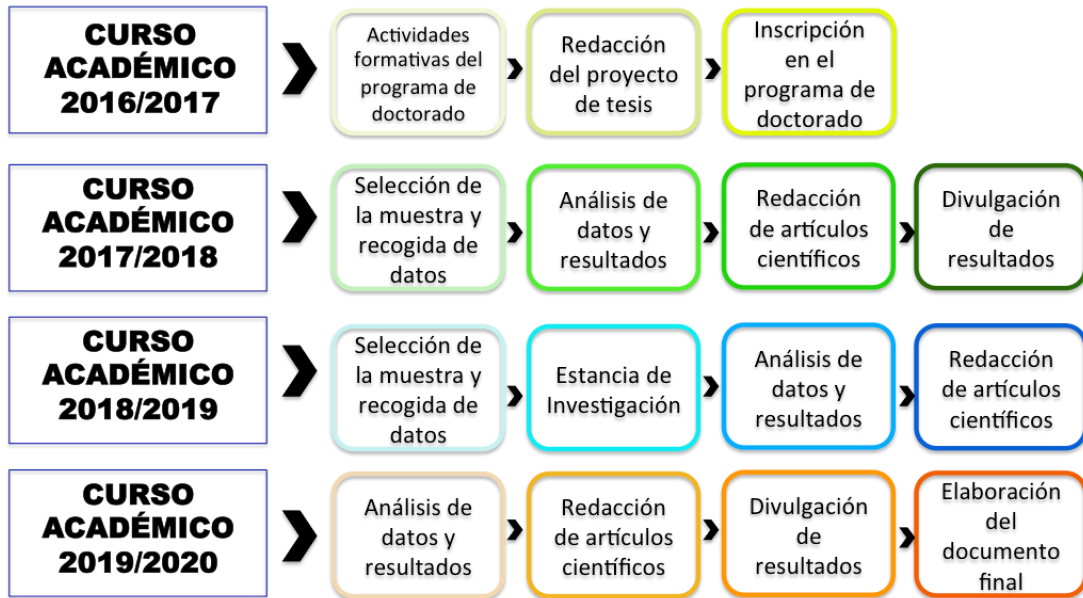 CURSO
ACADÉMICO
2016/2017
Actividades
formativas del
programa de
doctorado
Redacción
del proyecto
de tesis
Inscripción
en el
programa de
doctorado
CURSO
ACADÉMICO
2017/2018
Selección de
la muestra y
recogida de
datos
Análisis de
datos y
resultados
Redacción
de artículos
científicos
Divulgación
de
resultados
CURSO
ACADÉMICO
2018/2019
Selección de
la muestra y
recogida de
datos
Estancia de
Investigación
Análisis de
datos y
resultados
Redacción
de artículos
científicos
CURSO
ACADÉMICO
2019/2020
Análisis de
datos y
resultados
Redacción
de artículos
científicos
Divulgación
de
resultados
Elaboración
del
documento
final